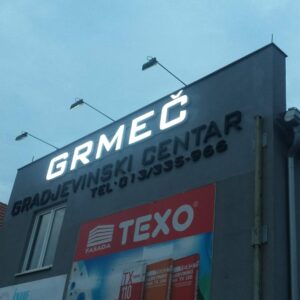 GRMEČ
GRADJEVINSKI CENTAR
TEL 013/335-966
TEXO
FASADA